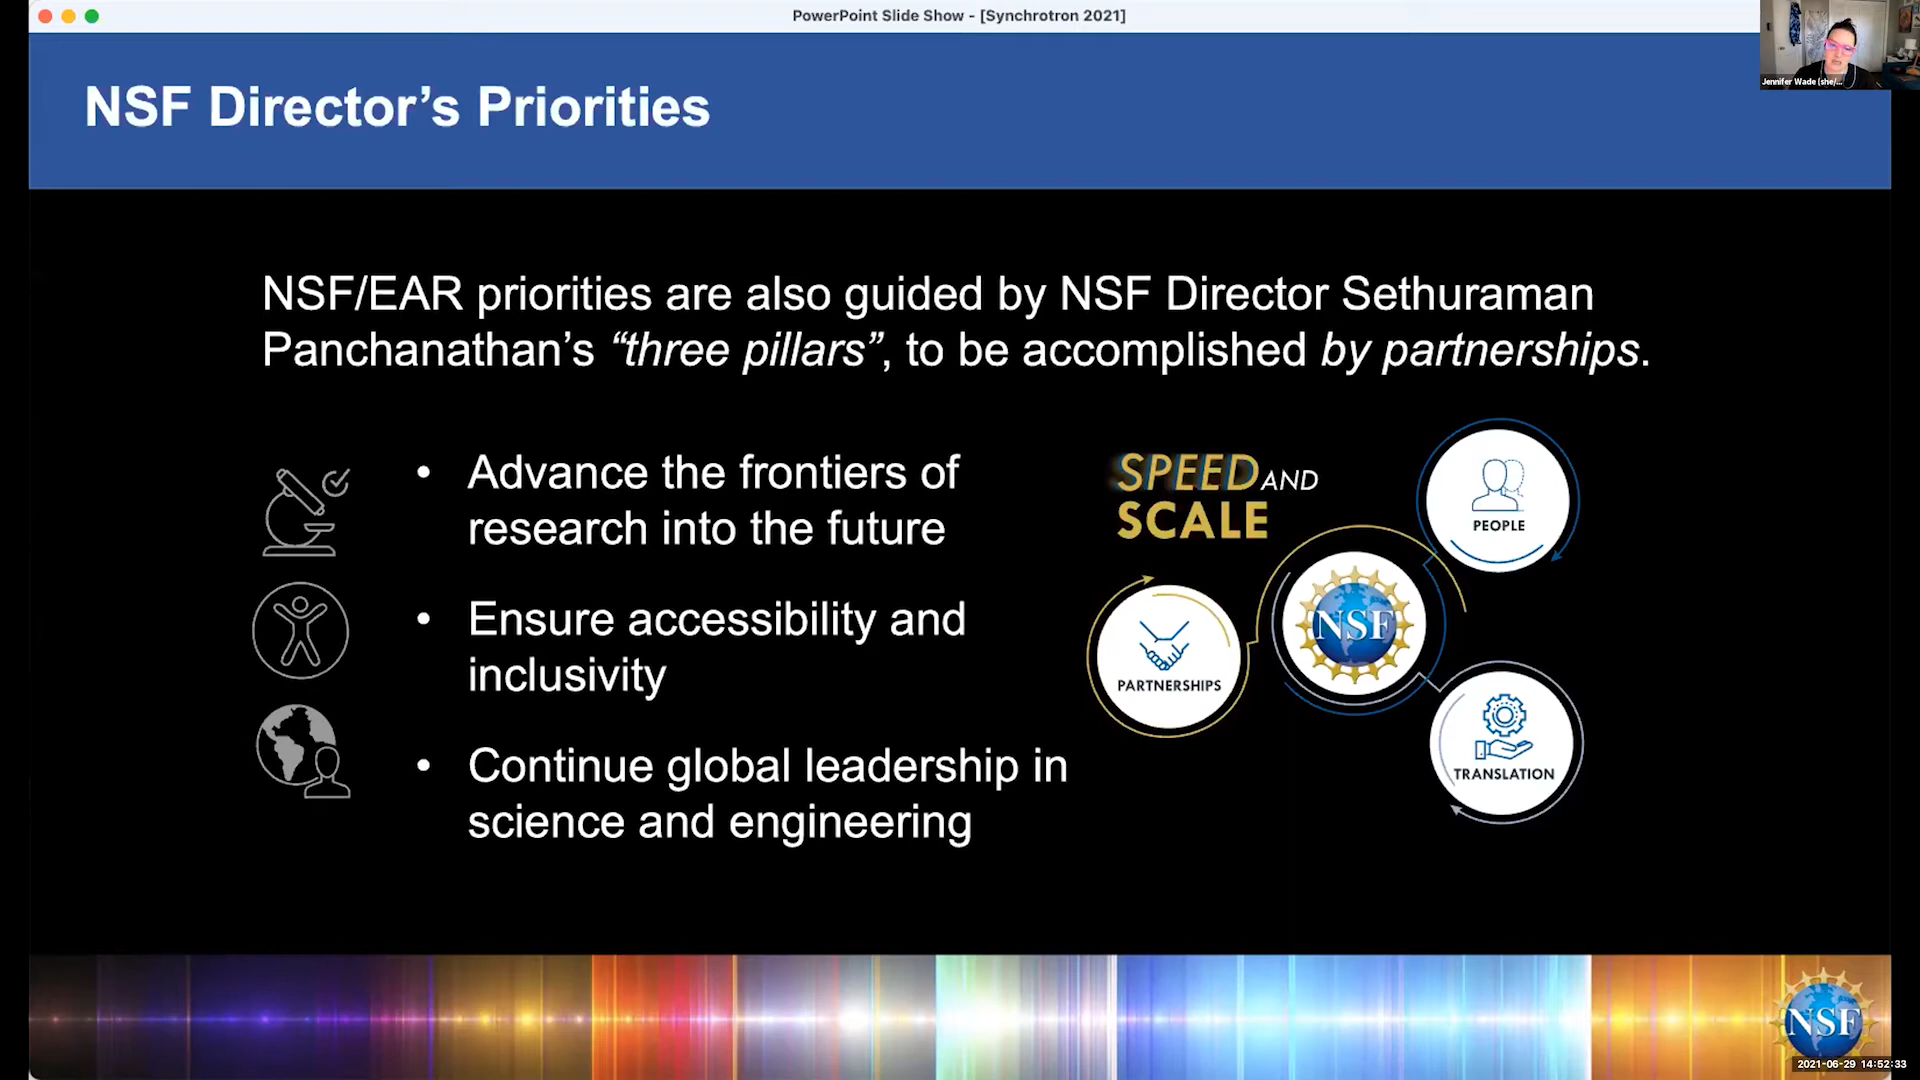 PowerPoint Slide Show - [Synchrotron 2021]
Jennifer Wade (she/...
NSF Director’s Priorities
NSF/EAR priorities are also guided by NSF Director Sethuraman
Panchanathan’s “three pillars”, to be accomplished by partnerships.
• Advance the frontiers of
research into the future
• Ensure accessibility and
inclusivity
• Continue global leadership in
science and engineering
SPEED AND
SCALE
PEOPLE
NSF
PARTNERSHIPS
TRANSLATION
NSF
2021-06-29 14:52:33